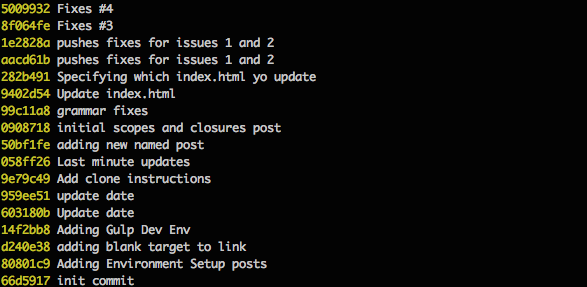 5009932 Fixes #4
8f064fe Fixes #3
1e2828a pushes fixes for issues 1 and 2
aacd61b pushes fixes for issues 1 and 2
282b491 Specifying which index.html yo update
9402d54 Update index.html
99c11a8 grammar fixes
0908718 initial scopes and closures post
50bf1fe adding new named post
058ff26 Last minute updates
9e79c49 Add clone instructions
959ee51 update date
603180b Update date
14f2bb8 Adding Gulp Dev Env
d240e38 adding blank target to link
80801c9 Adding Environment Setup posts
66d5917 init commit